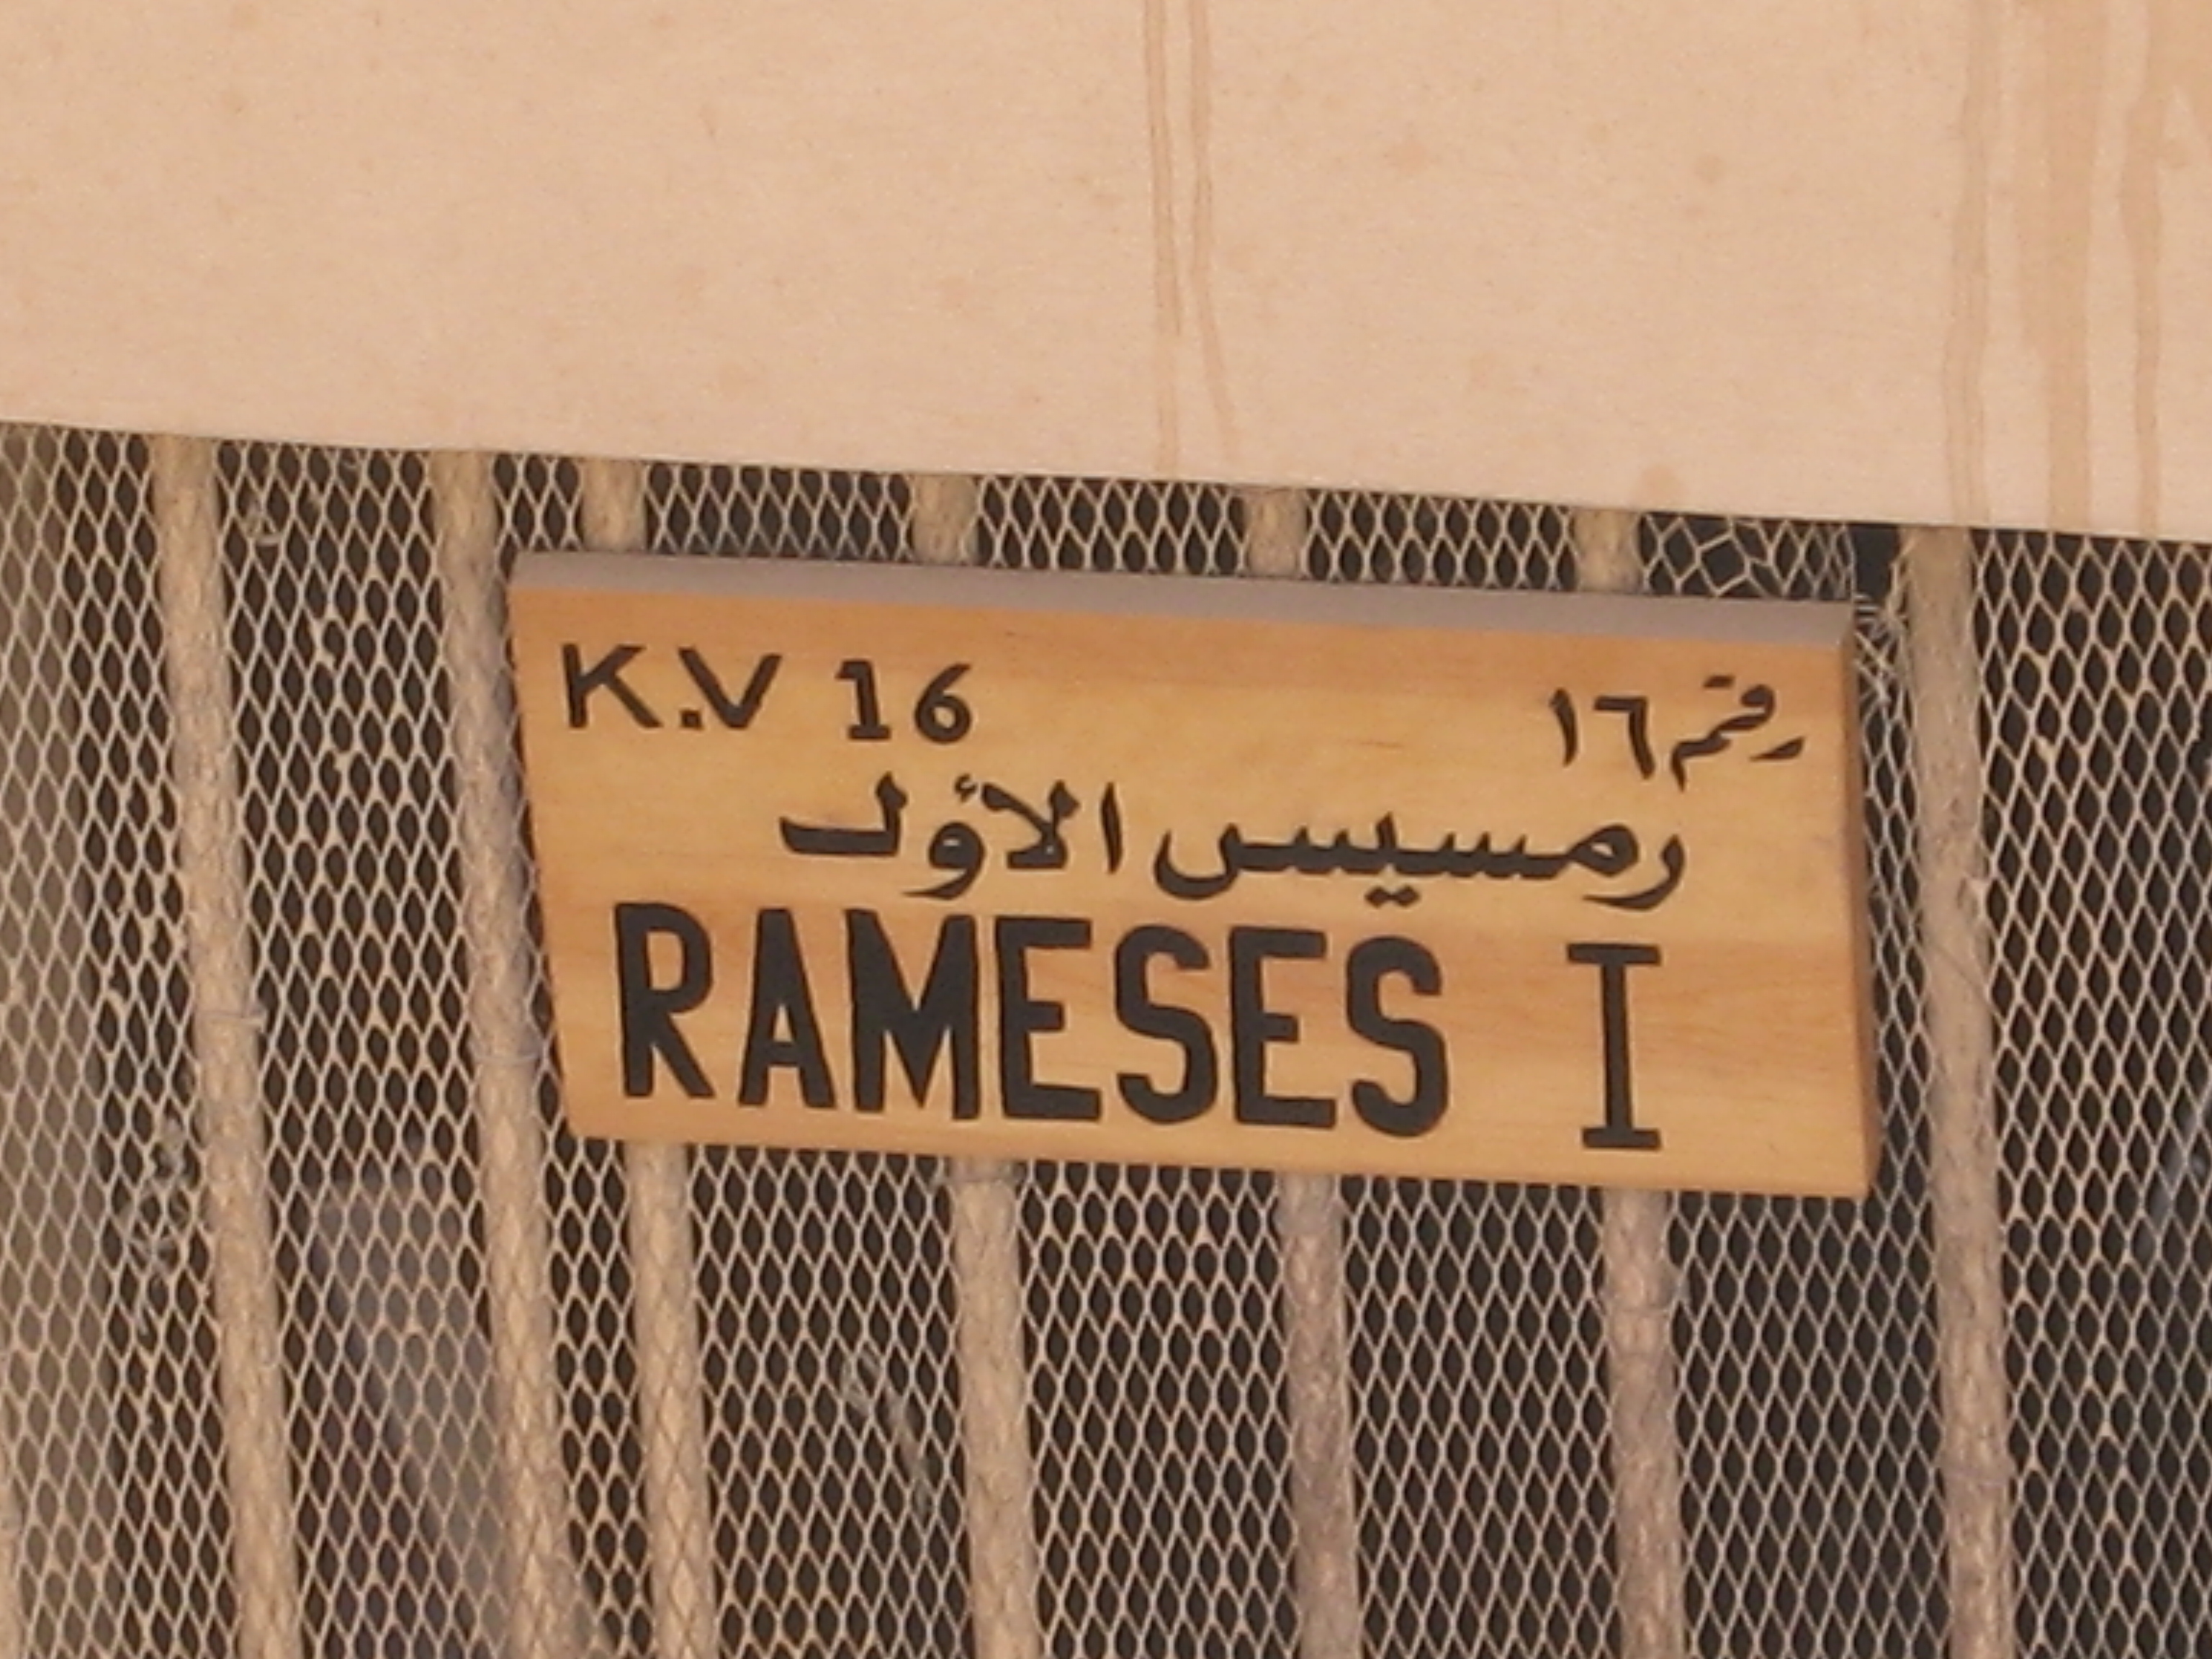 K.V 16 رقم ١٦
رمسيس الأول
RAMESES I